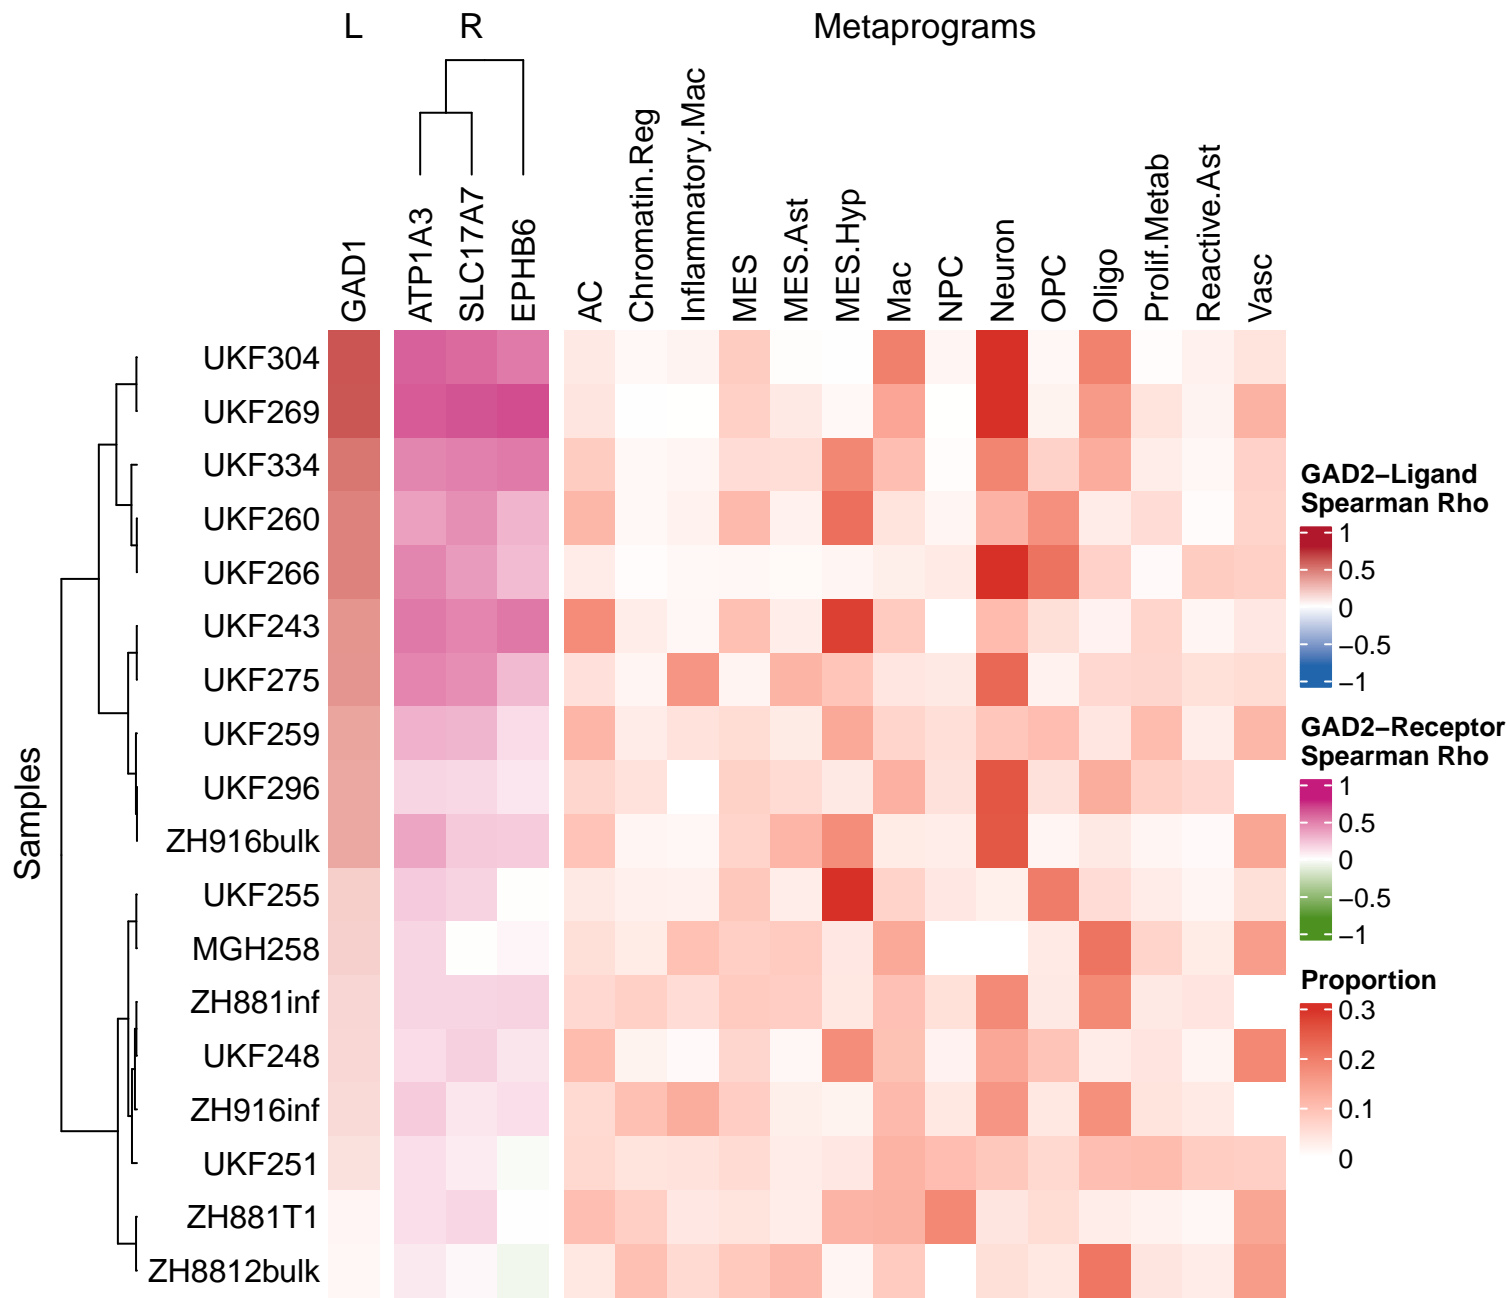 L
R
Metaprograms
GAD1
ATP1A3
SLC17A7
EPHB6
AC
Chromatin.Reg
Inflammatory.Mac
MES
MES.Ast
MES.Hyp
Mac
NPC
Neuron
OPC
Oligo
Prolif.Metab
Reactive.Ast
Vasc
Samples
UKF304
UKF269
UKF334
UKF260
UKF266
UKF243
UKF275
UKF259
UKF296
ZH916bulk
UKF255
MGH258
ZH881inf
UKF248
ZH916inf
UKF251
ZH881T1
ZH8812bulk
GAD2−Ligand
Spearman Rho
1
0.5
0
−0.5
−1
GAD2−Receptor
Spearman Rho
1
0.5
0
−0.5
−1
Proportion
0.3
0.2
0.1
0